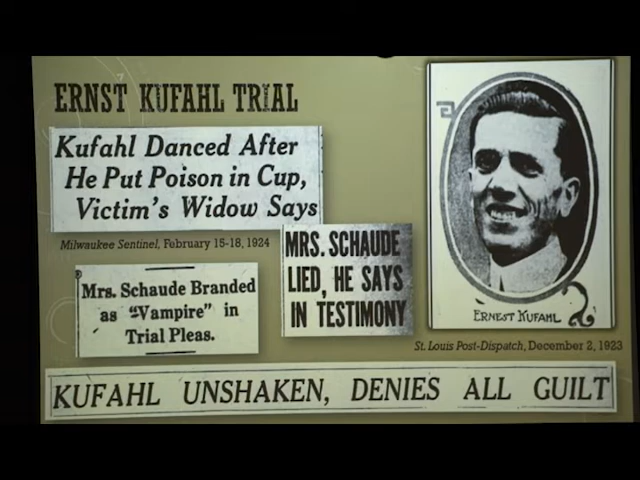 ERNST KUFAHL TRIAL
Kufahl Danced After
He Put Poison in Cup,
Victim's Widow Says
Milwaukee Sentinel, February 15-18, 1924
MRS. SCHAUDE
LIED, HE SAYS
IN TESTIMONY
Mrs. Schaude Branded
as "Vampire" in
Trial Pleas.
ERNEST KUFAHL
St. Louis Post-Dispatch, December 2, 1923
KUFAHL UNSHAKEN, DENIES ALL GUILT